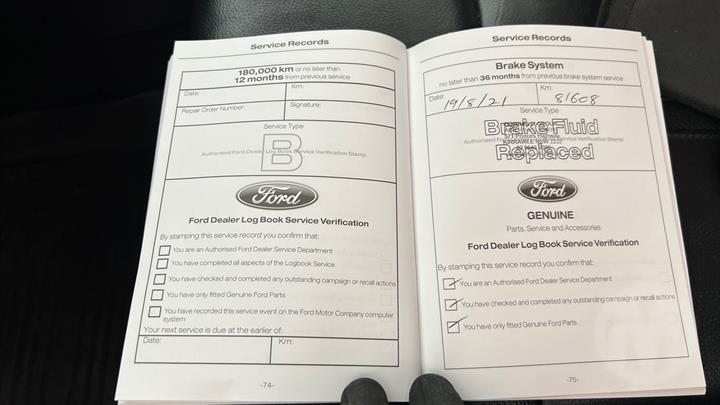 Service Records
180,000 km or no later than
12 months from previous service
Date:
Km:
Repair Order Number:
Signature:
Service Type
B
Authorised Ford Dealer Log Book Service Verification Stamp
Ford
Ford Dealer Log Book Service Verification
By stamping this service record you confirm that:
You are an Authorised Ford Dealer Service Department
You have completed all aspects of the Logbook Service.
You have checked and completed any outstanding campaign or recall actions
You have only fitted Genuine Ford Parts
You have recorded this service event on the Ford Motor Company computer
system
Your next service is due at the earlier of:
Date:
Km:
-74-
Service Records
Brake System
no later than 36 months from previous brake system service
Date:
19/8/21
Km:
81608
Service Type
Brake Fluid
Princes Highway
KIRRAWEE NSW 2232
Replaced
Ford
GENUINE
Parts, Service and Accessories
Ford Dealer Log Book Service Verification
By stamping this service record you confirm that:
You are an Authorised Ford Dealer Service Department
You have checked and completed any outstanding campaign or recall actions
You have only fitted Genuine Ford Parts
-75-